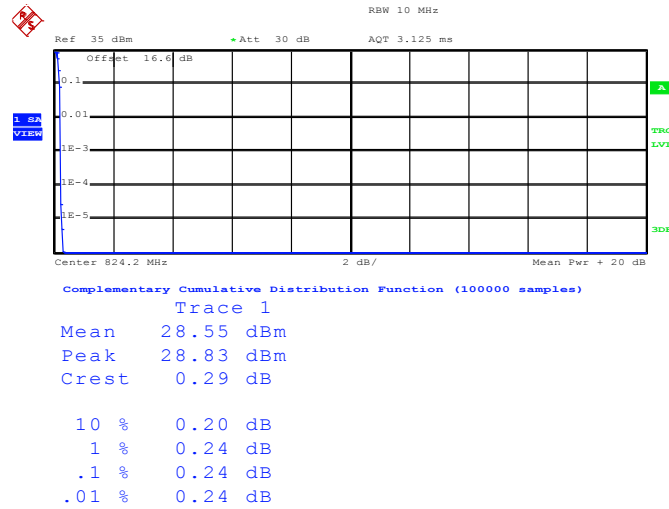 RBW 10 MHz
Ref 35 dBm *Att 30 dB AQT 3.125 ms
Offset 16.6 dB
0.1
A
0.01
1 SA
VIEW
TRG
LVL
1E-3
1E-4
1E-5
3DB
Center 824.2 MHz 2 dB/ Mean Pwr + 20 dB
Complementary Cumulative Distribution Function (100000 samples)
Trace 1
Mean 28.55 dBm
Peak 28.83 dBm
Crest 0.29 dB
10 % 0.20 dB
1 % 0.24 dB
.1 % 0.24 dB
.01 % 0.24 dB